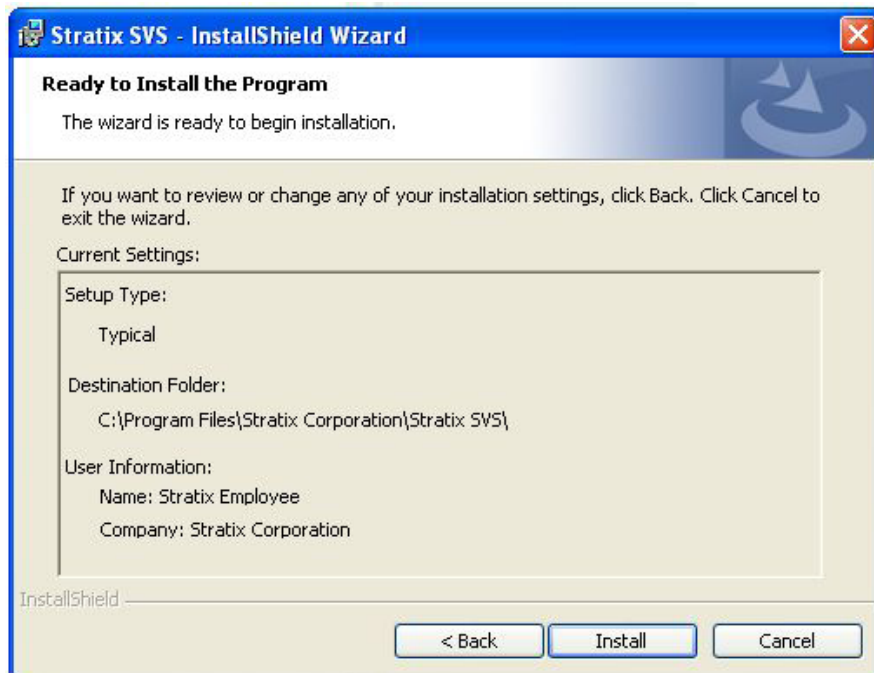 Stratix SVS - InstallShield Wizard
Ready to Install the Program
The wizard is ready to begin installation.
If you want to review or change any of your installation settings, click Back. Click Cancel to
exit the wizard.
Current Settings:
Setup Type:
Typical
Destination Folder:
C:\Program Files\Stratix Corporation\Stratix SVS\
User Information:
Name: Stratix Employee
Company: Stratix Corporation
InstallShield
< Back
Install
Cancel